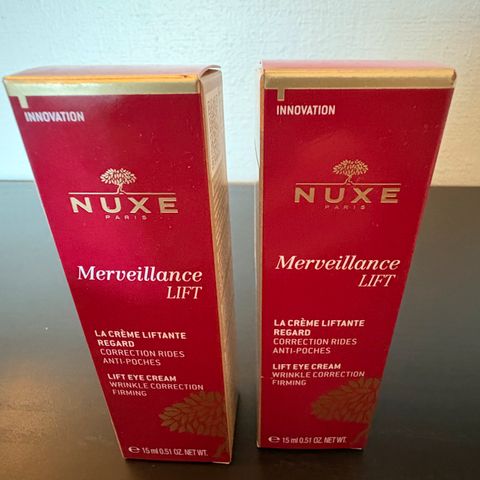 INNOVATION
NUXE
PARIS
Merveillance
LIFT
LA CRÈME LIFTANTE
REGARD
CORRECTION RIDES
ANTI-POCHES
LIFT EYE CREAM
WRINKLE CORRECTION
FIRMING
℮ 15 ml 0.51 OZ. NET WT.
INNOVATION
NUXE
PARIS
Merveillance
LIFT
LA CRÈME LIFTANTE
REGARD
CORRECTION RIDES
ANTI-POCHES
LIFT EYE CREAM
WRINKLE CORRECTION
FIRMING
℮ 15 ml 0.51 OZ. NET WT.